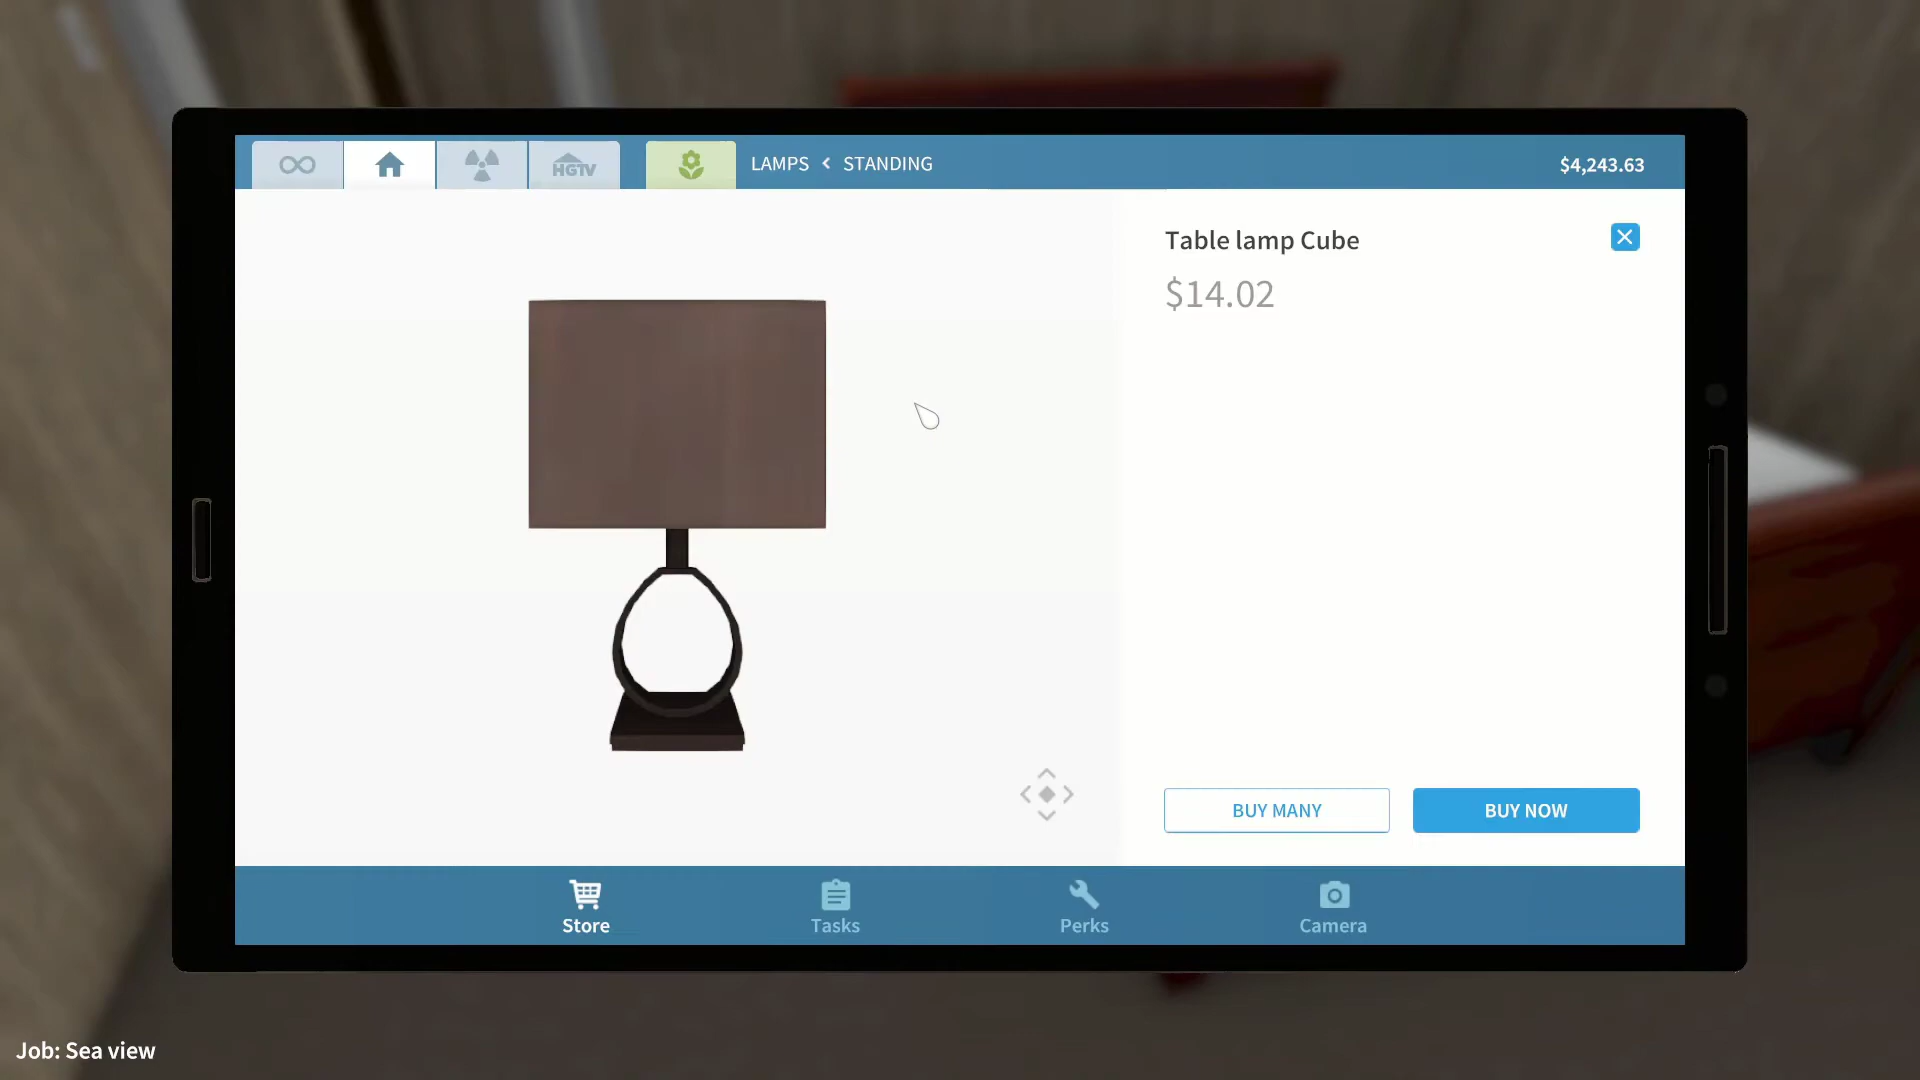 HGTV
LAMPS < STANDING
$4,243.63
Table lamp Cube
$14.02
BUY MANY
BUY NOW
Store
Tasks
Perks
Camera
Job: Sea view